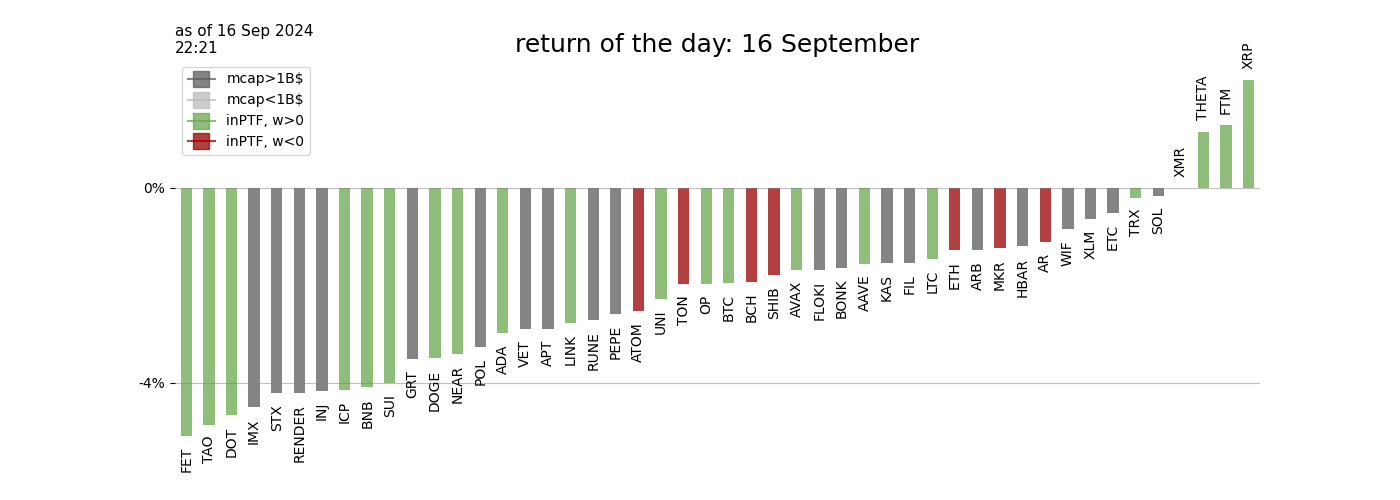 as of 16 Sep 2024
22:21
return of the day: 16 September
mcap>1B$
mcap<1B$
inPTF, w>0
inPTF, w<0
0%
-4%
FET
TAO
DOT
IMX
STX
RENDER
INJ
ICP
BNB
SUI
GRT
DOGE
NEAR
POL
ADA
VET
APT
LINK
RUNE
PEPE
ATOM
UNI
TON
OP
BTC
BCH
SHIB
AVAX
FLOKI
BONK
AAVE
KAS
FIL
LTC
ETH
ARB
MKR
HBAR
AR
WIF
XLM
ETC
TRX
SOL
XMR
THETA
FTM
XRP